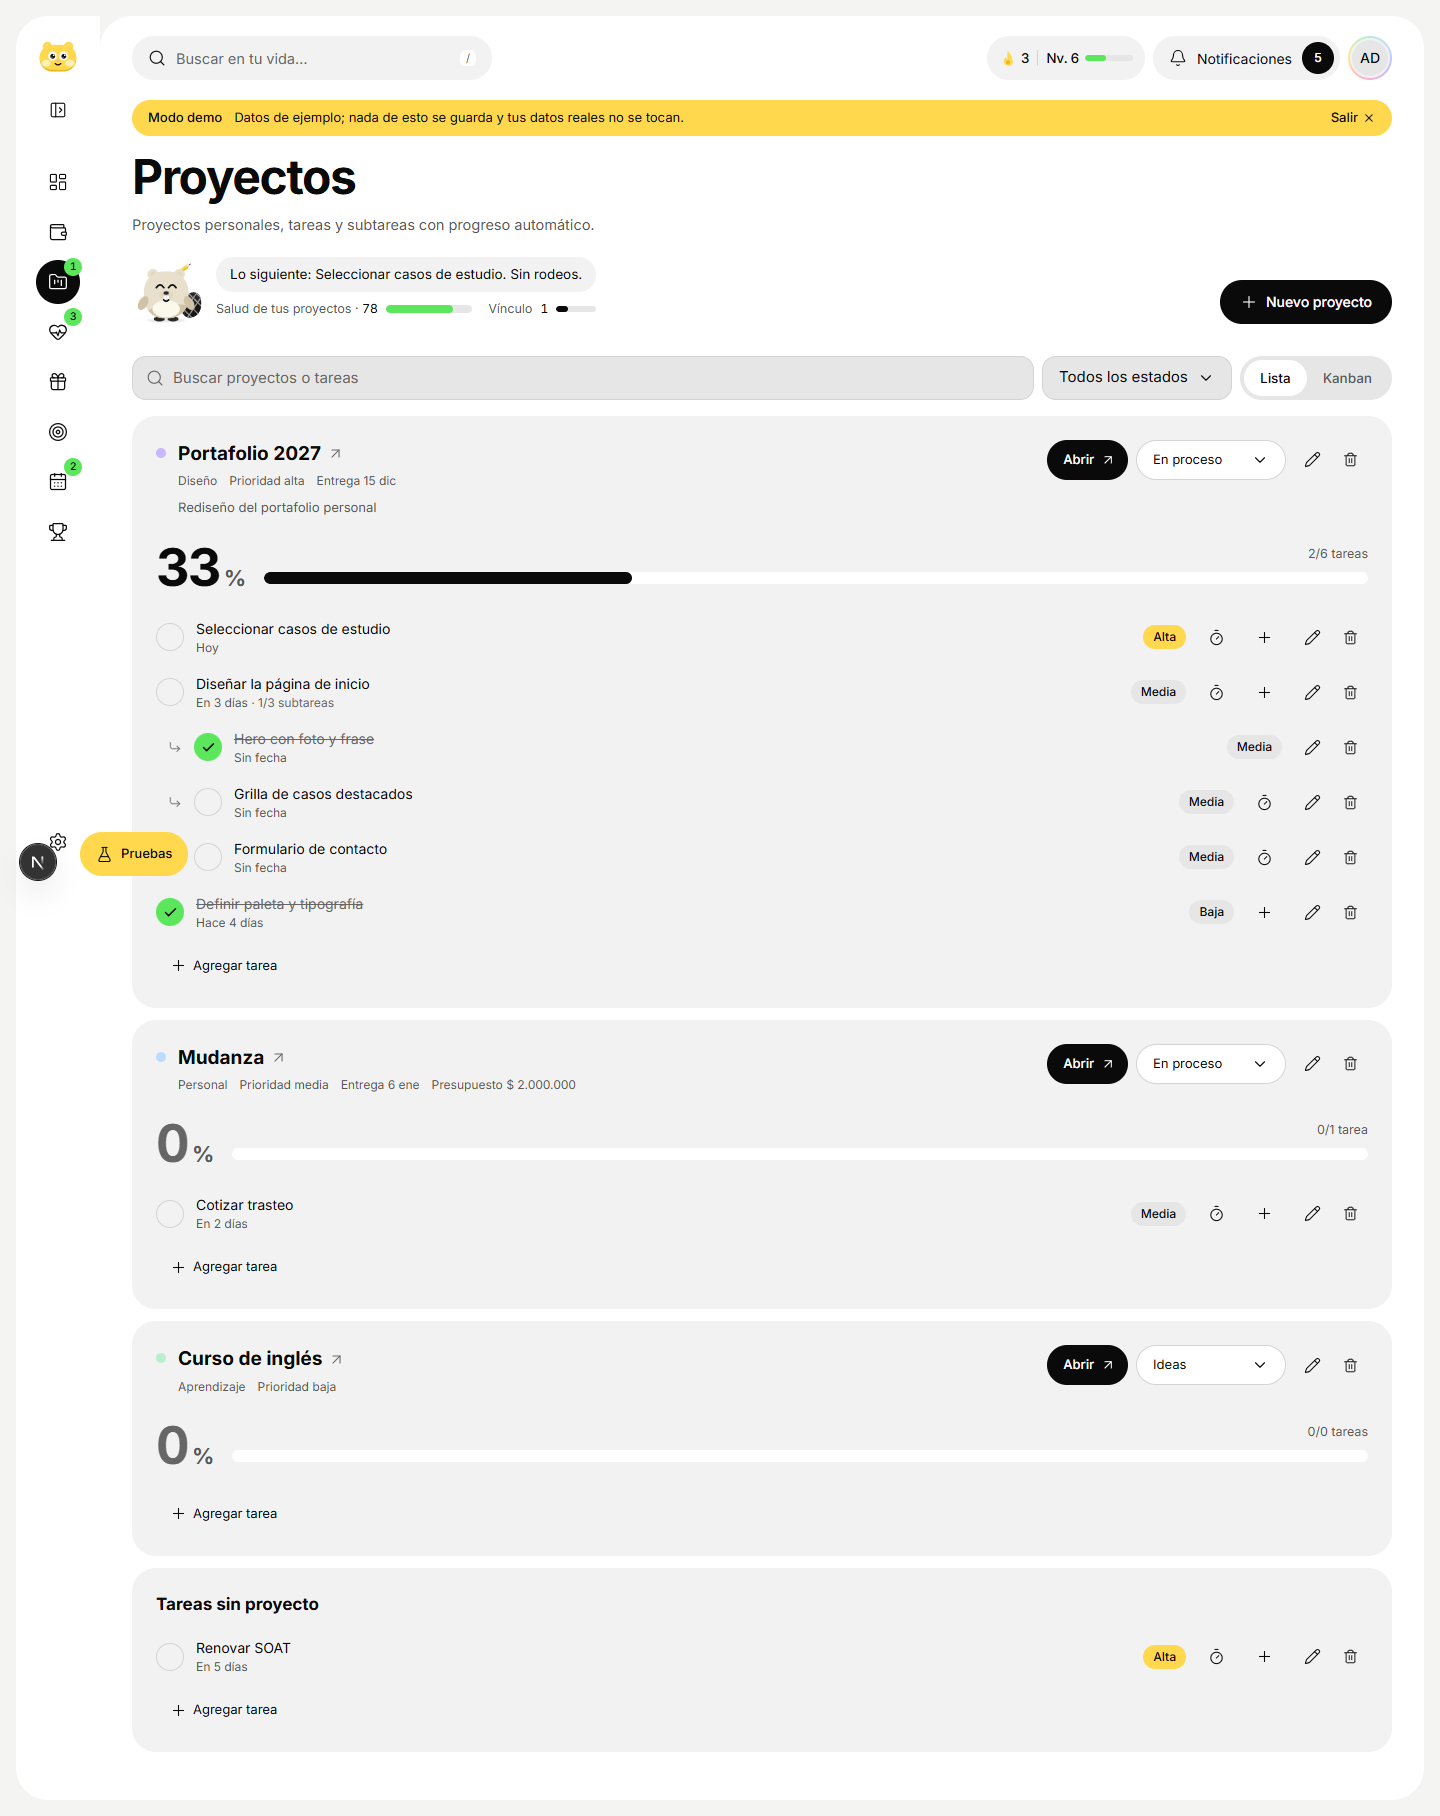 Buscar en tu vida...
/
3
Nv. 6
Notificaciones
5
AD
Modo demo Datos de ejemplo; nada de esto se guarda y tus datos reales no se tocan.
Salir
Proyectos
Proyectos personales, tareas y subtareas con progreso automático.
1
3
2
Lo siguiente: Seleccionar casos de estudio. Sin rodeos.
Salud de tus proyectos · 78
Vínculo 1
Nuevo proyecto
Buscar proyectos o tareas
Todos los estados
Lista
Kanban
Portafolio 2027
Abrir
En proceso
Diseño Prioridad alta Entrega 15 dic
Rediseño del portafolio personal
33 %
2/6 tareas
Seleccionar casos de estudio
Hoy
Alta
Diseñar la página de inicio
En 3 días · 1/3 subtareas
Media
Hero con foto y frase
Sin fecha
Media
Grilla de casos destacados
Sin fecha
Media
N
Pruebas
Formulario de contacto
Sin fecha
Media
Definir paleta y tipografía
Hace 4 días
Baja
Agregar tarea
Mudanza
Abrir
En proceso
Personal Prioridad media Entrega 6 ene Presupuesto $ 2.000.000
0 %
0/1 tarea
Cotizar trasteo
En 2 días
Media
Agregar tarea
Curso de inglés
Abrir
Ideas
Aprendizaje Prioridad baja
0 %
0/0 tareas
Agregar tarea
Tareas sin proyecto
Renovar SOAT
En 5 días
Alta
Agregar tarea